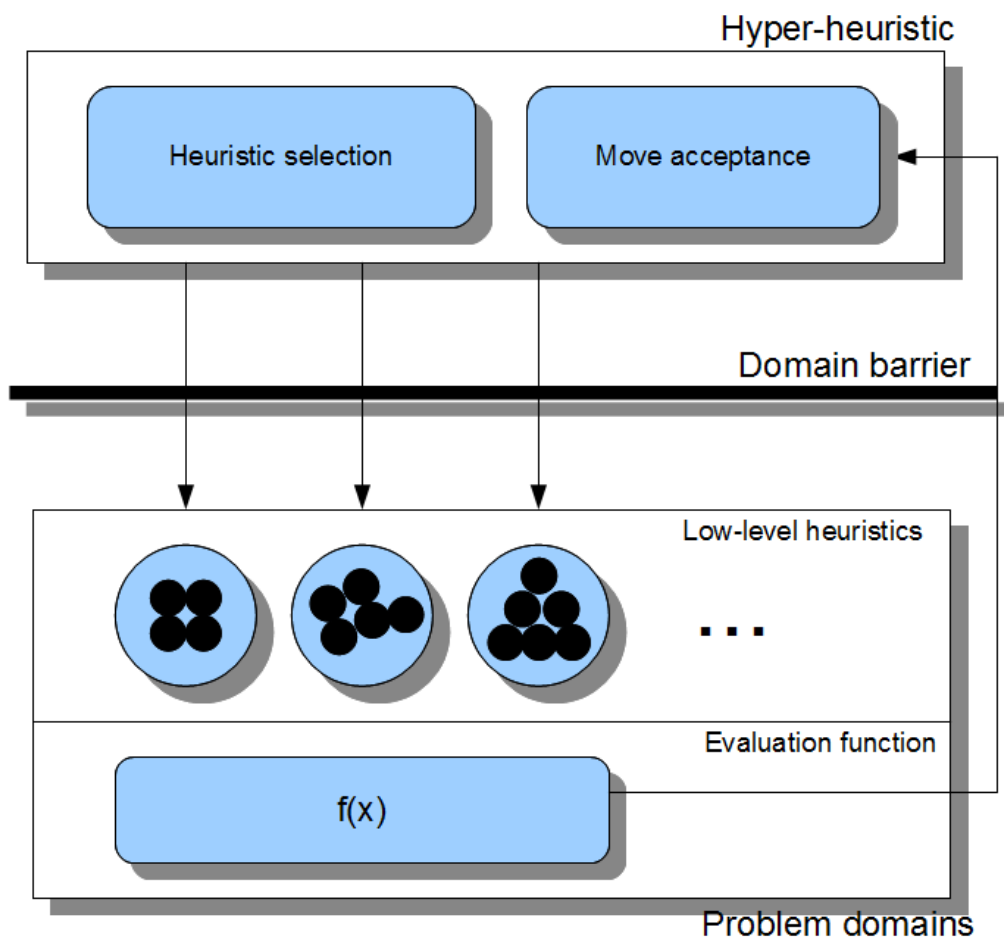 Hyper-heuristic
Heuristic selection
Move acceptance
Domain barrier
Low-level heuristics
...
Evaluation function
f(x)
Problem domains